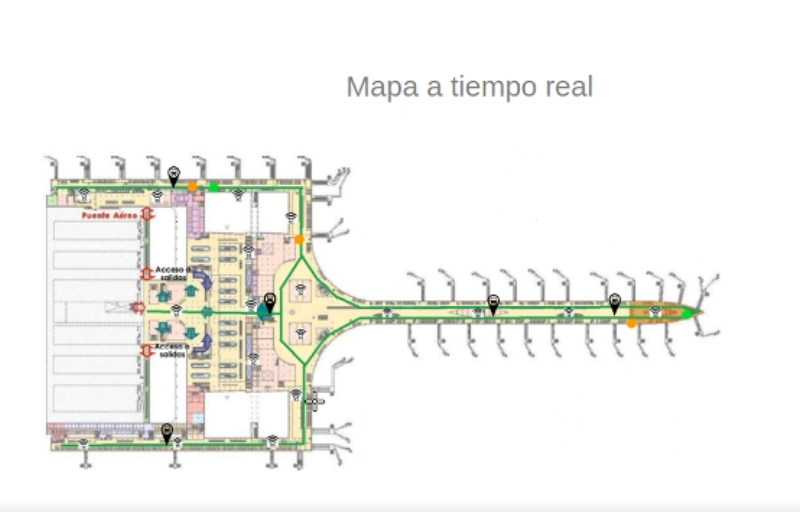 Mapa a tiempo real
Puente Aéreo
Acceso a
salidas
Acceso a
salidas